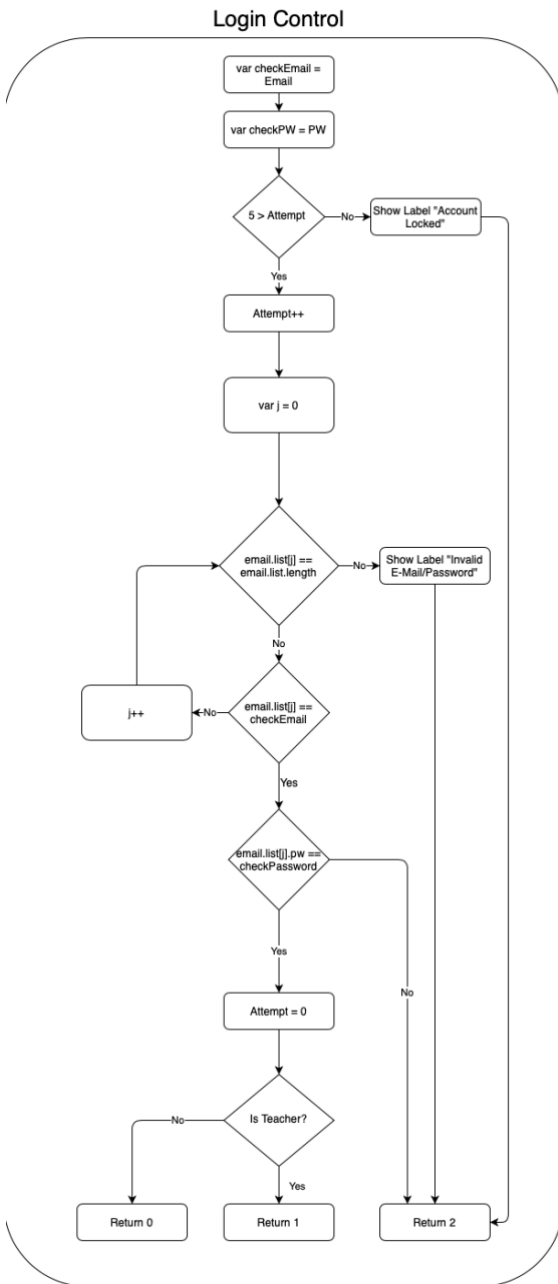 Login Control
var checkEmail =
Email
var checkPW = PW
5 > Attempt
No
Show Label "Account
Locked"
Yes
Attempt++
var j = 0
email.list[j] ==
email.list.length
No
Show Label "Invalid
E-Mail/Password"
No
j++
No
email.list[j] ==
checkEmail
Yes
email.list[j].pw ==
checkPassword
Yes
No
Attempt = 0
Is Teacher?
No
Yes
Return 0
Return 1
Return 2